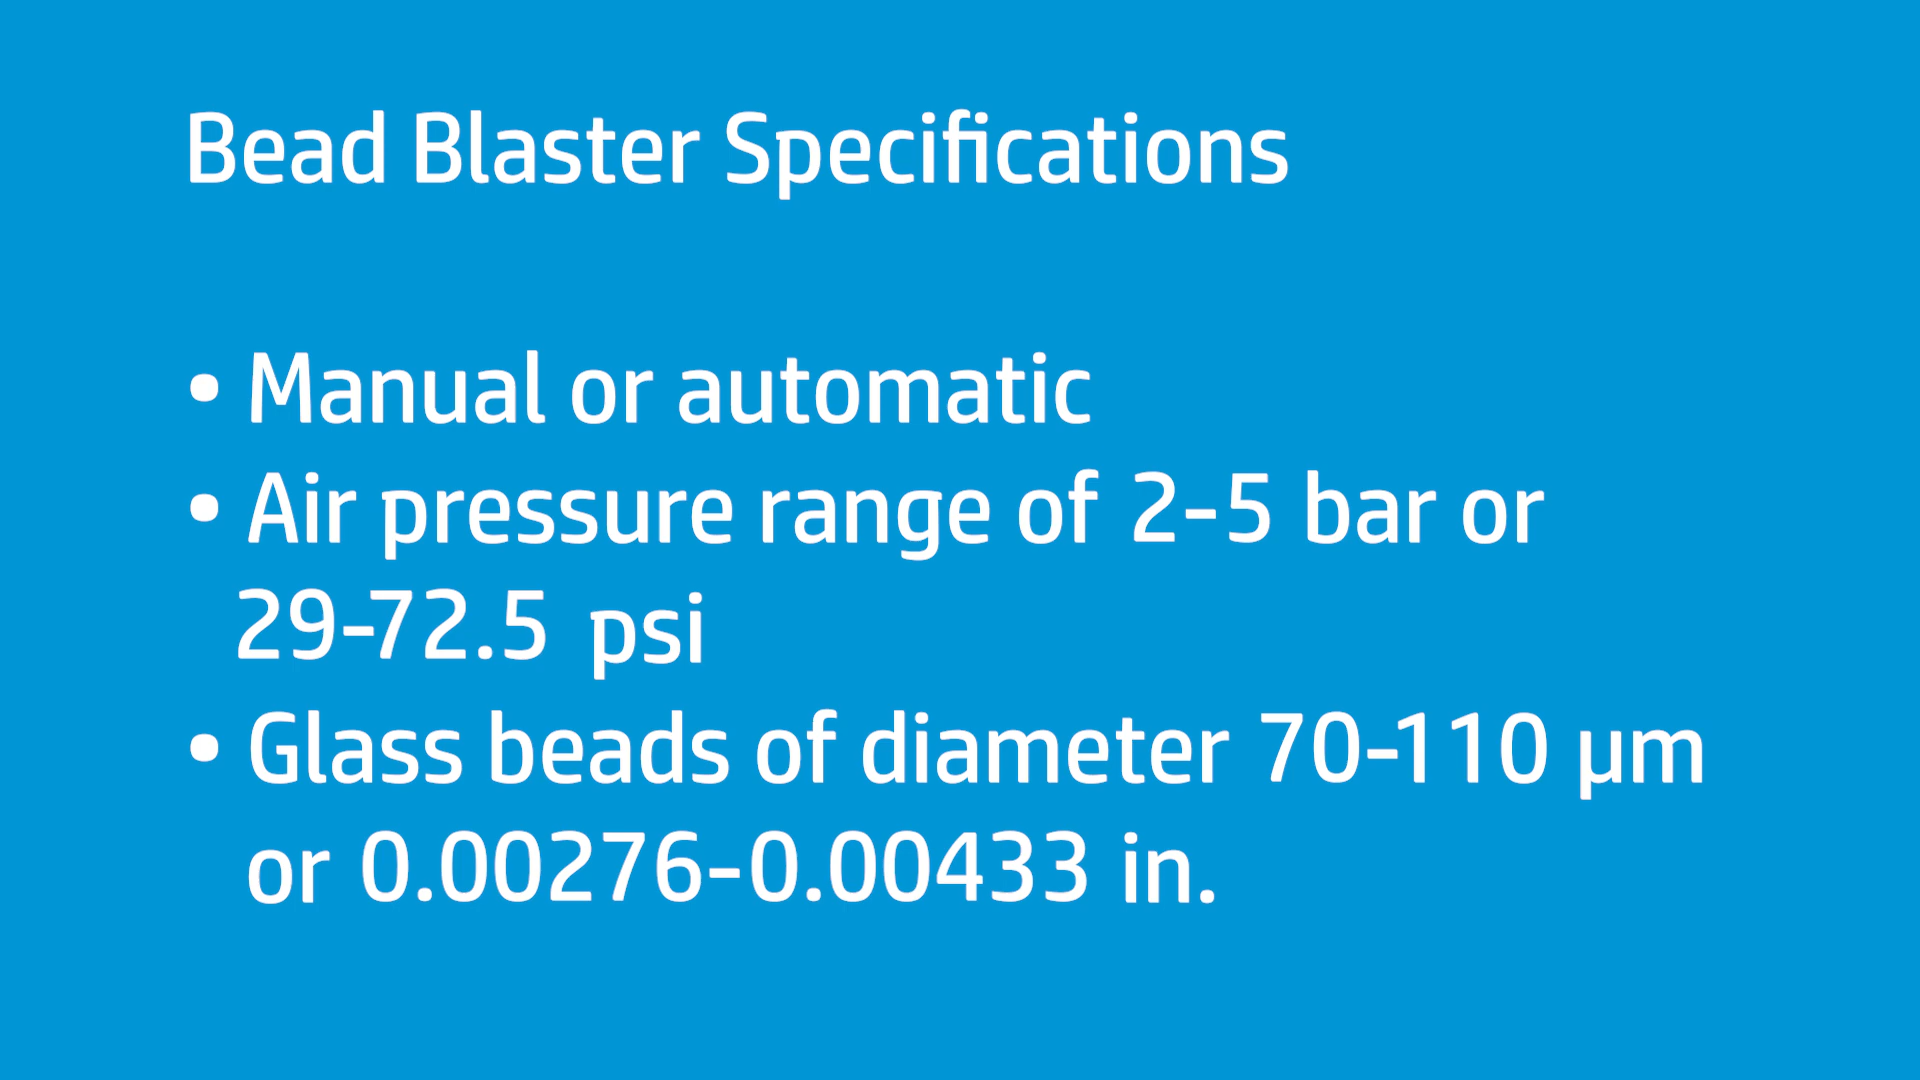 Bead Blaster Specifications
• Manual or automatic
• Air pressure range of 2-5 bar or
29-72.5 psi
• Glass beads of diameter 70-110 µm
or 0.00276-0.00433 in.